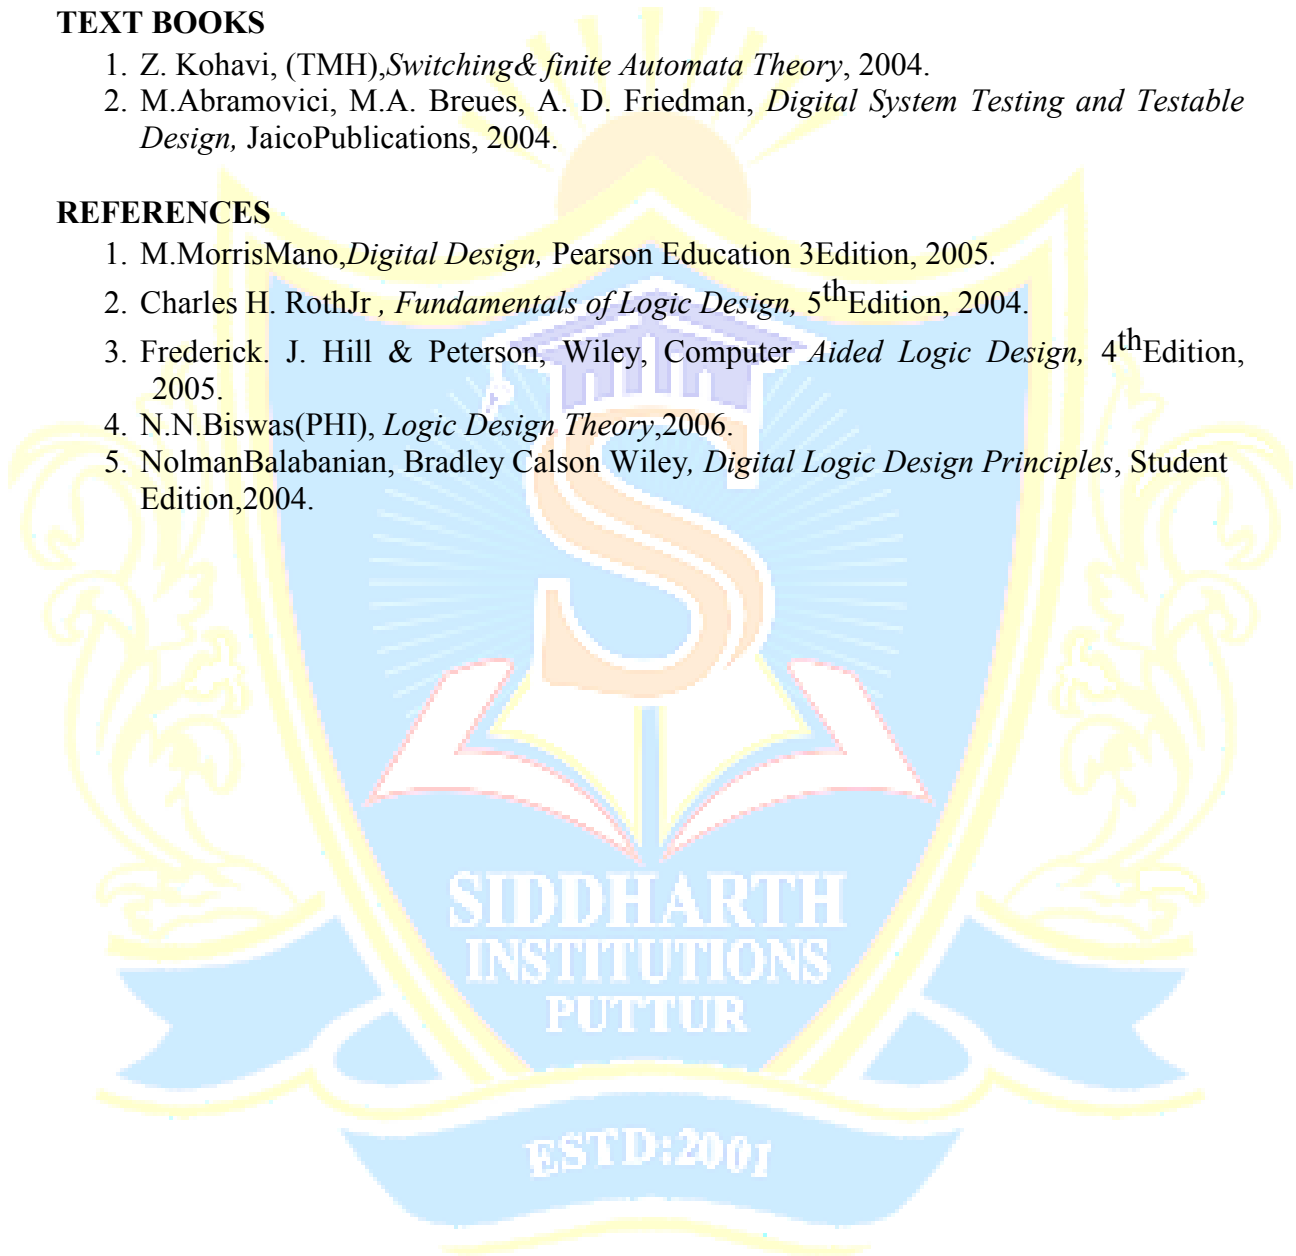 TEXT BOOKS
1. Z. Kohavi, (TMH),Switching& finite Automata Theory, 2004.
2. M.Abramovici, M.A. Breues, A. D. Friedman, Digital System Testing and Testable
Design, JaicoPublications, 2004.
REFERENCES
1. M.MorrisMano,Digital Design, Pearson Education 3Edition, 2005.
2. Charles H. RothJr , Fundamentals of Logic Design, 5thEdition, 2004.
3. Frederick. J. Hill & Peterson, Wiley, Computer Aided Logic Design, 4thEdition,
2005.
4. N.N.Biswas(PHI), Logic Design Theory,2006.
5. NolmanBalabanian, Bradley Calson Wiley, Digital Logic Design Principles, Student
Edition,2004.
S
SIDDHARTH
INSTITUTIONS
PUTTUR
ESTD:2001